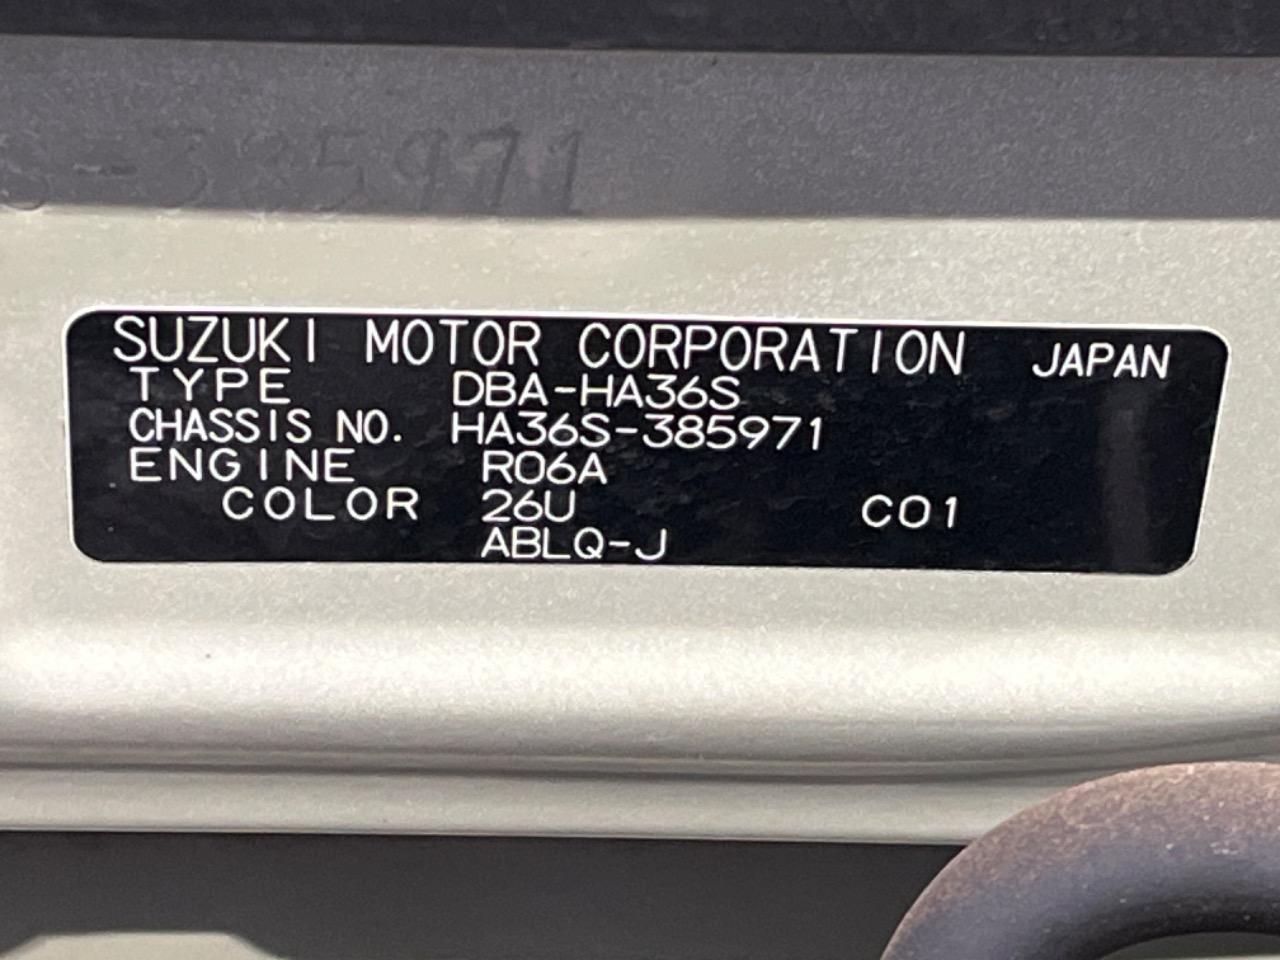 S-385971
SUZUKI MOTOR CORPORATION JAPAN
TYPE DBA-HA36S
CHASSIS NO. HA36S-385971
ENGINE R06A
COLOR 26U C01
ABLQ-J